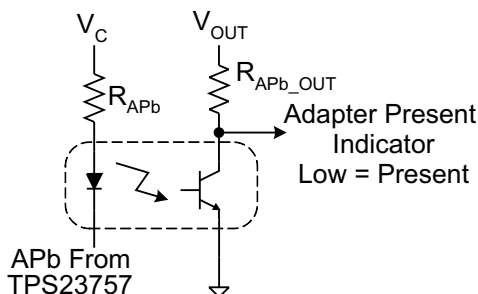 V_C
V_OUT
R_APb
R_APb_OUT
Adapter Present
Indicator
Low = Present
APb From
TPS23757